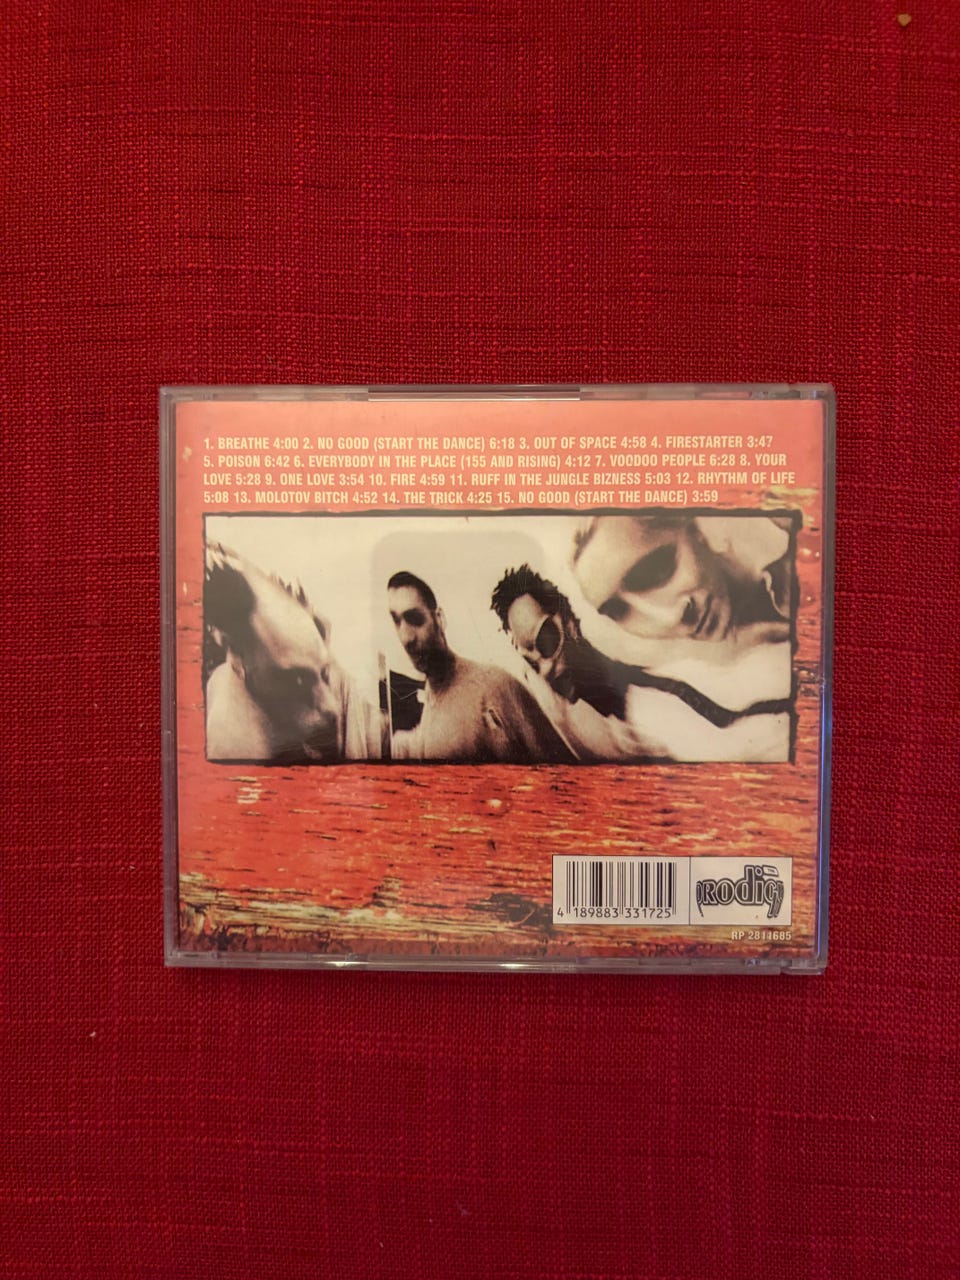 1. BREATHE 4:00 2. NO GOOD (START THE DANCE) 6:18 3. OUT OF SPACE 4:58 4. FIRESTARTER 3:47
5. POISON 6:42 6. EVERYBODY IN THE PLACE (155 AND RISING) 4:12 7. VOODOO PEOPLE 6:28 8. YOUR
LOVE 5:28 9. ONE LOVE 3:54 10. FIRE 4:59 11. RUFF IN THE JUNGLE BIZNESS 5:03 12. RHYTHM OF LIFE
5:08 13. MOLOTOV BITCH 4:52 14. THE TRICK 4:25 15. NO GOOD (START THE DANCE) 3:59
4 189883 331725
PRODIGY
RP 2811685